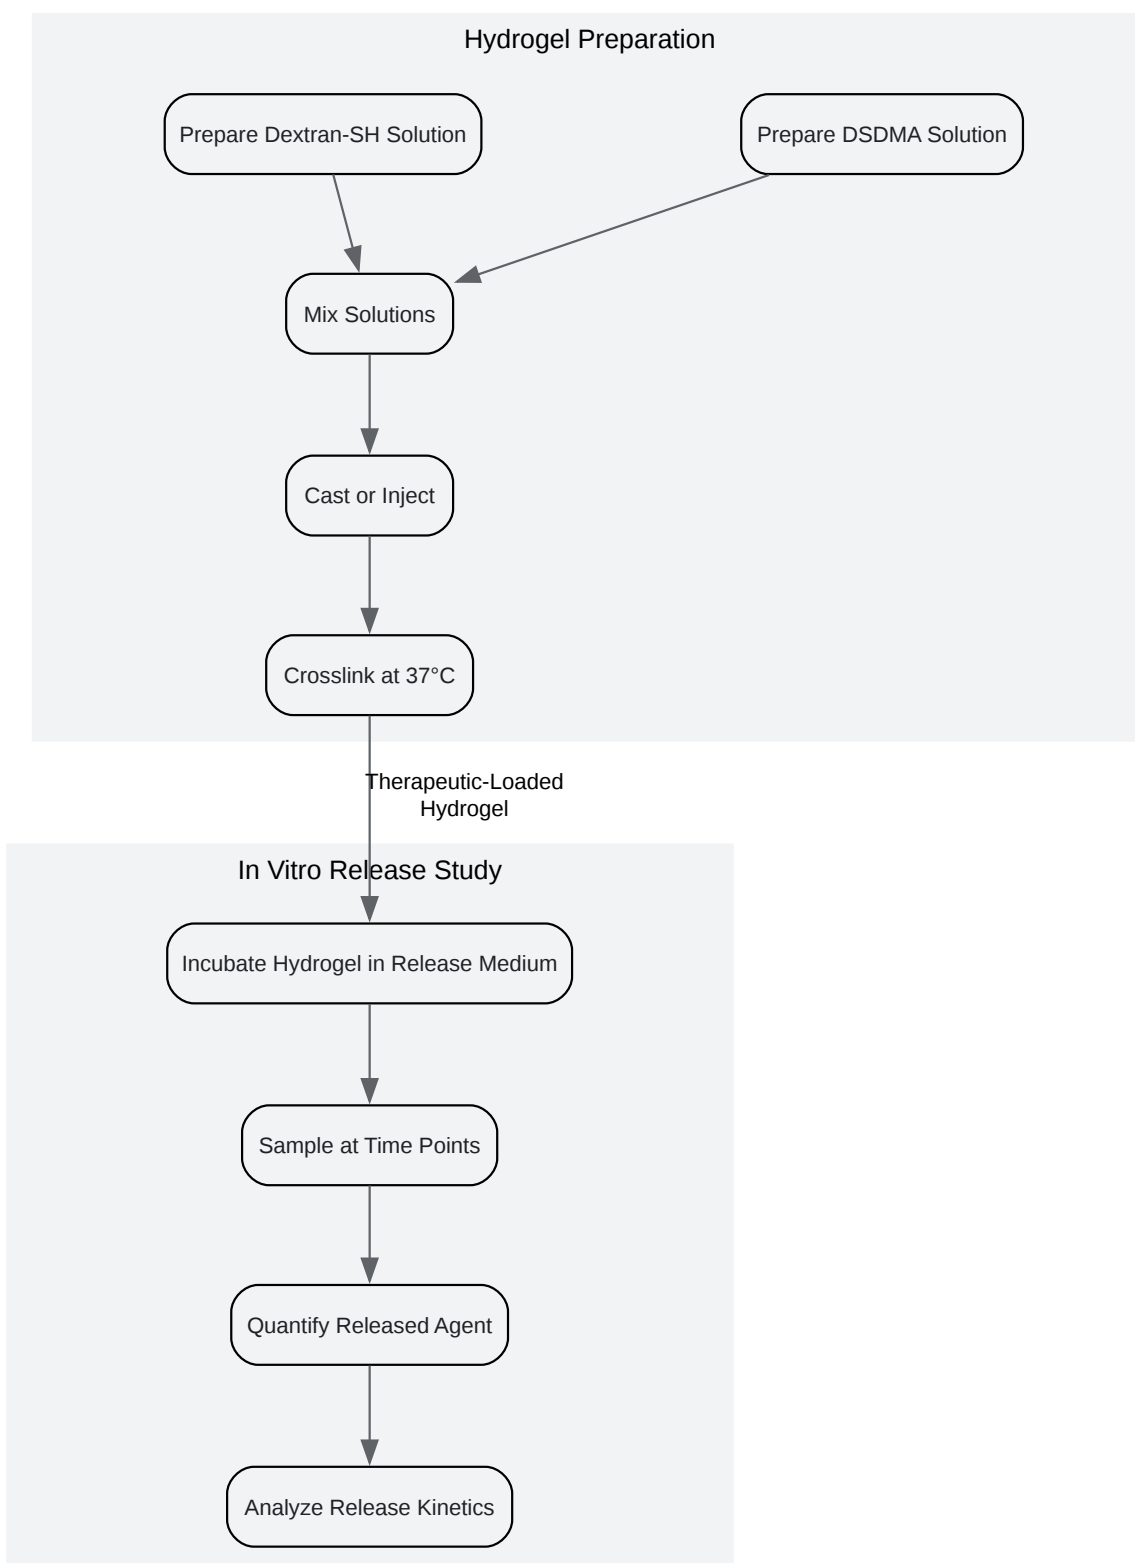 Hydrogel Preparation
Prepare Dextran-SH Solution
Prepare DSDMA Solution
Mix Solutions
Cast or Inject
Crosslink at 37°C
Therapeutic-Loaded
Hydrogel
In Vitro Release Study
Incubate Hydrogel in Release Medium
Sample at Time Points
Quantify Released Agent
Analyze Release Kinetics